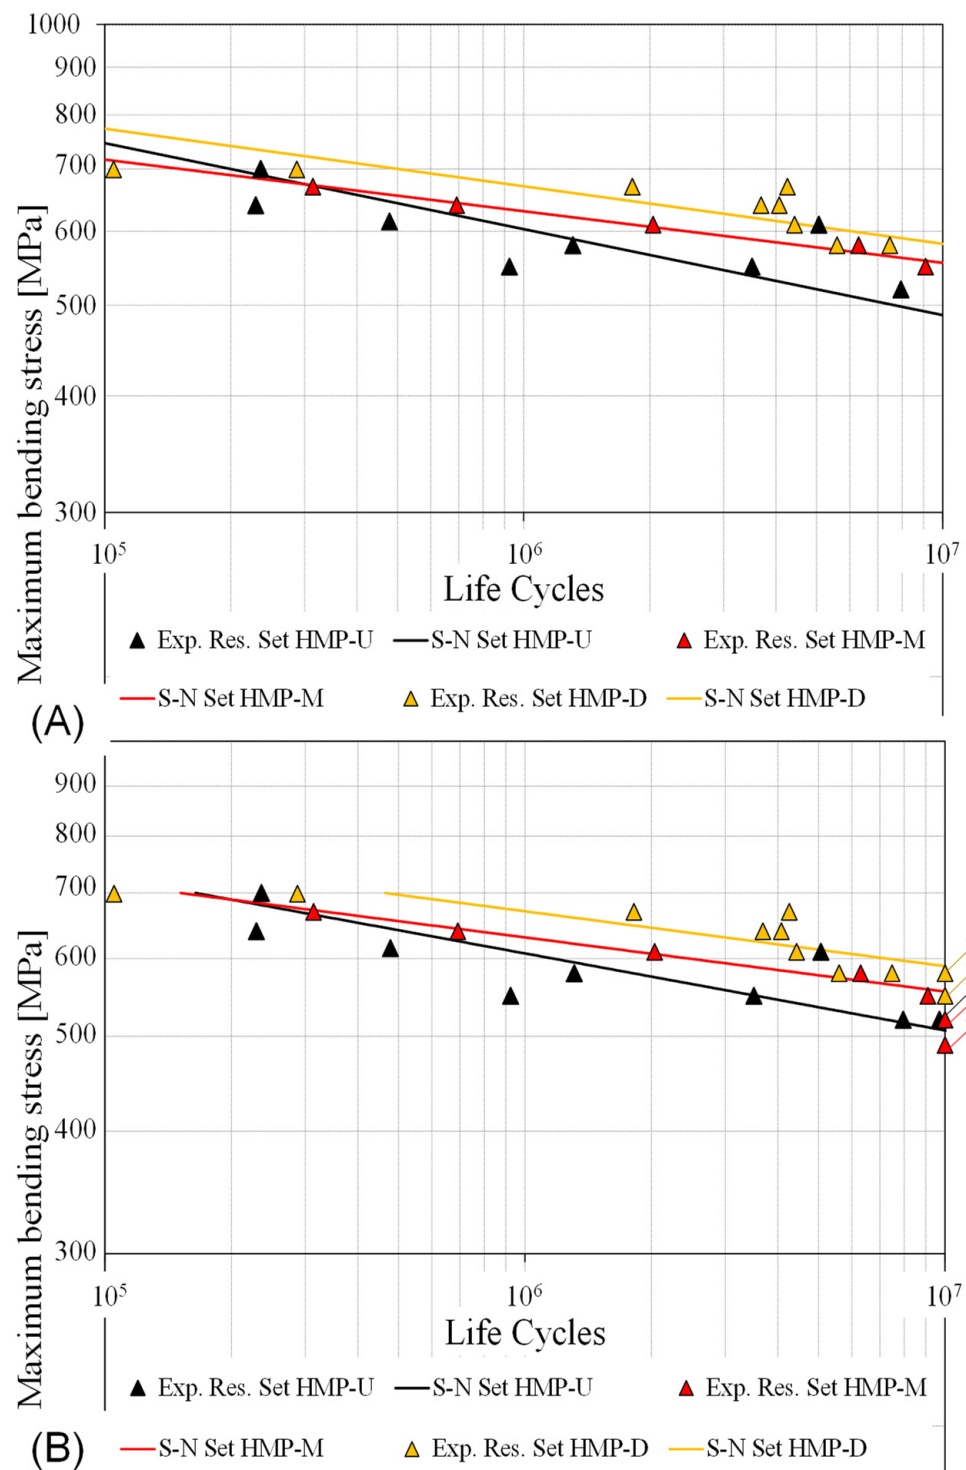 1000
900
800
700
600
500
400
300
Maximum bending stress [MPa]
10⁵ 10⁶ 10⁷
Life Cycles
Exp. Res. Set HMP-U S-N Set HMP-U Exp. Res. Set HMP-M
S-N Set HMP-M Exp. Res. Set HMP-D S-N Set HMP-D
(A)
900
800
700
600
500
400
300
Maximum bending stress [MPa]
10⁵ 10⁶ 10⁷
Life Cycles
Exp. Res. Set HMP-U S-N Set HMP-U Exp. Res. Set HMP-M
S-N Set HMP-M Exp. Res. Set HMP-D S-N Set HMP-D
(B)